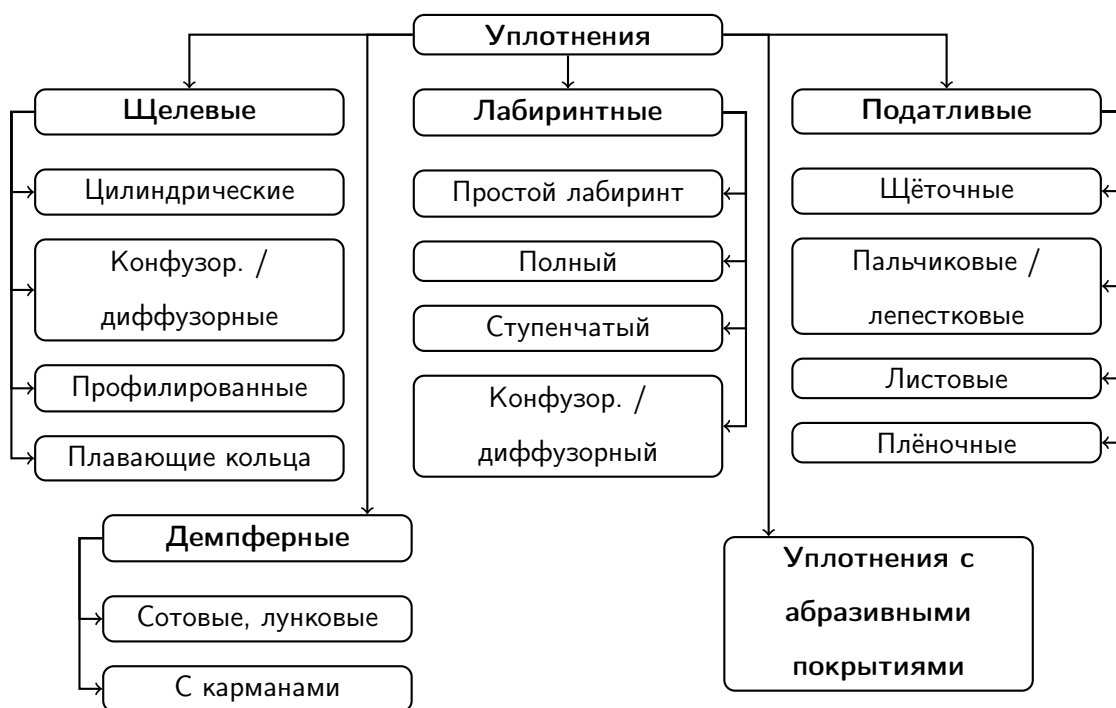 Уплотнения
Щелевые
Цилиндрические
Конфузор. /
диффузорные
Профилированные
Плавающие кольца
Лабиринтные
Простой лабиринт
Полный
Ступенчатый
Конфузор. /
диффузорный
Податливые
Щёточные
Пальчиковые /
лепестковые
Листовые
Плёночные
Демпферные
Сотовые, лунковые
С карманами
Уплотнения с
абразивными
покрытиями